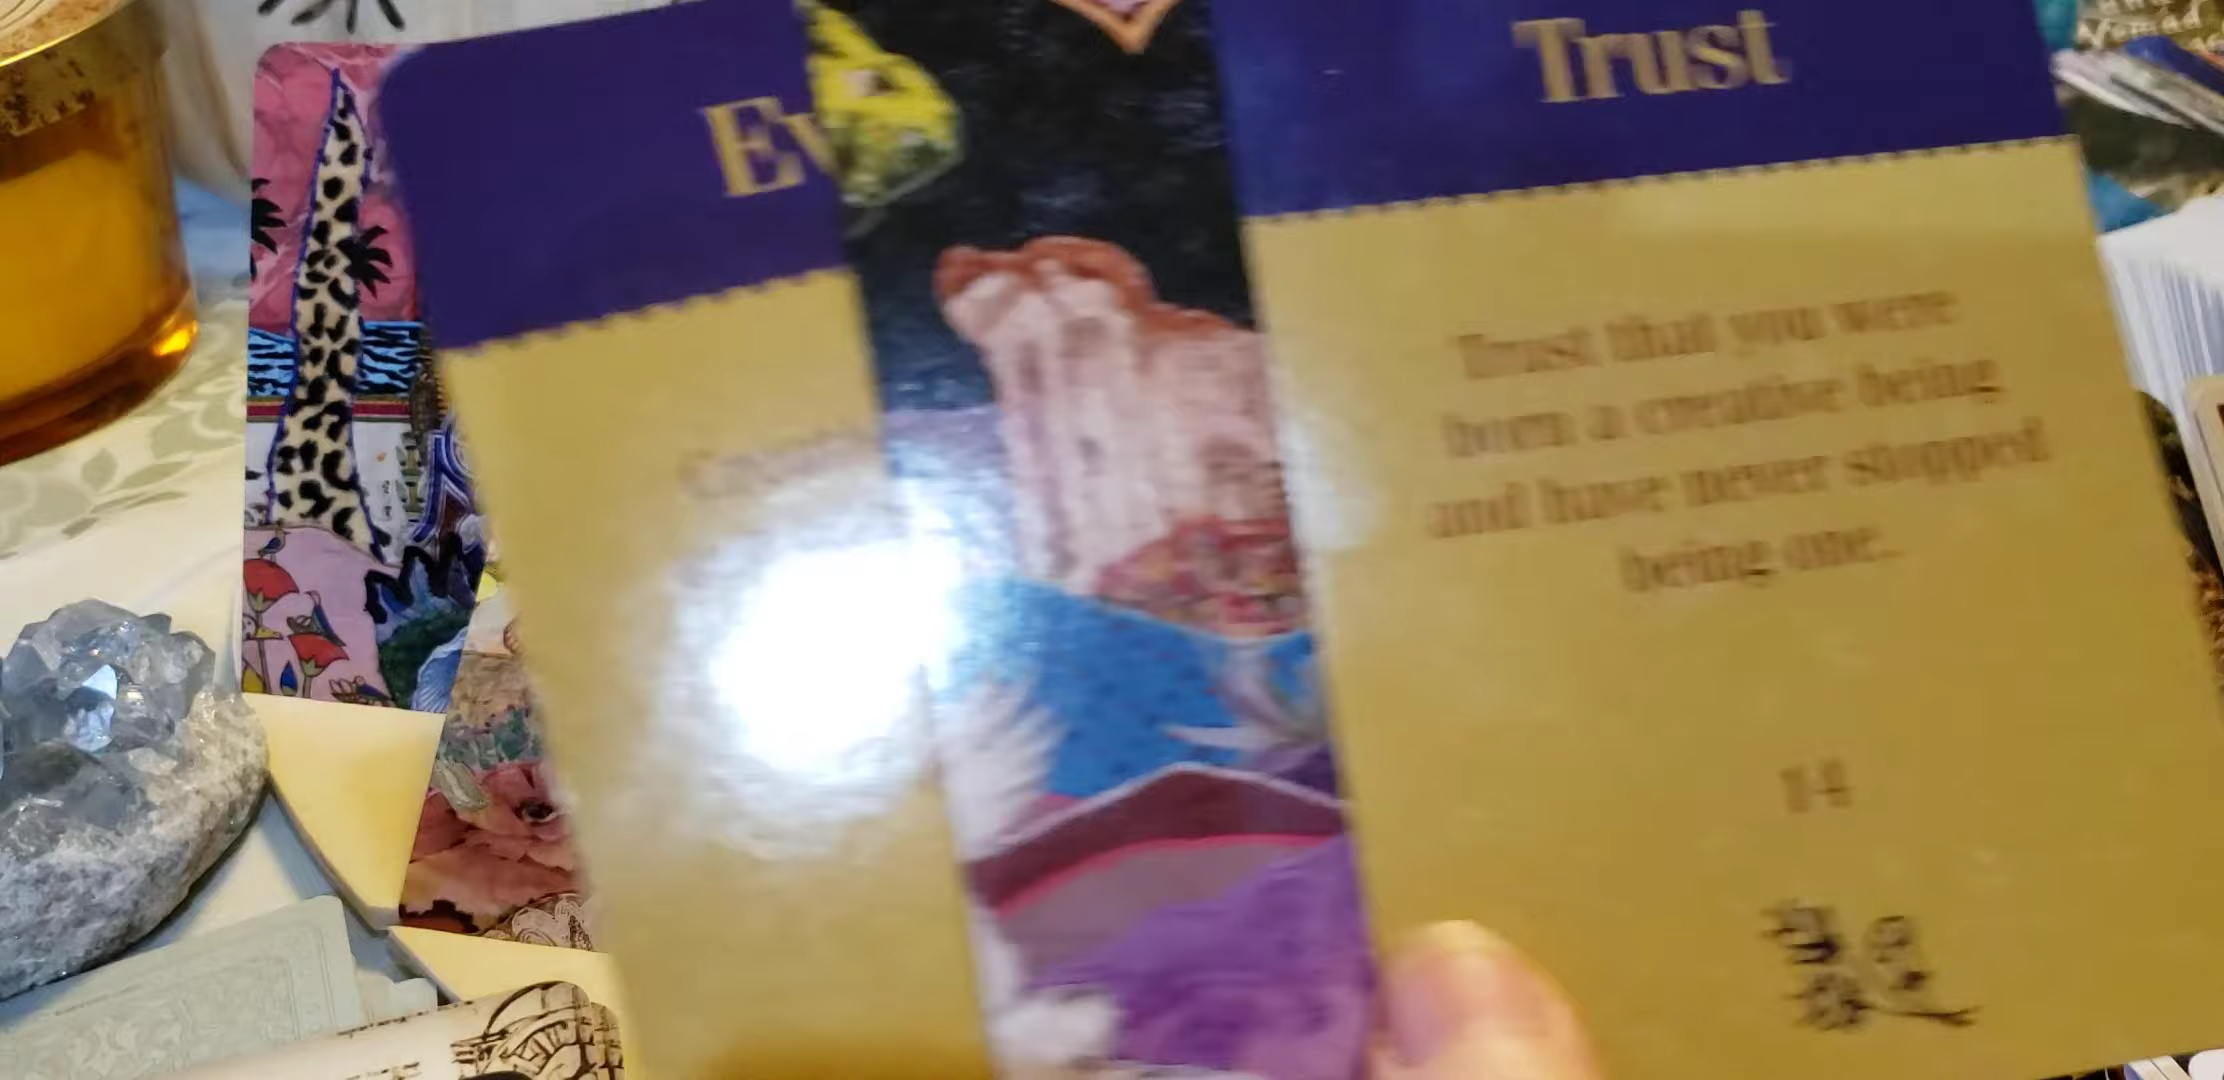 Ev
Trust
Trust that you were
born a creative being
and have never stopped
being one.
14